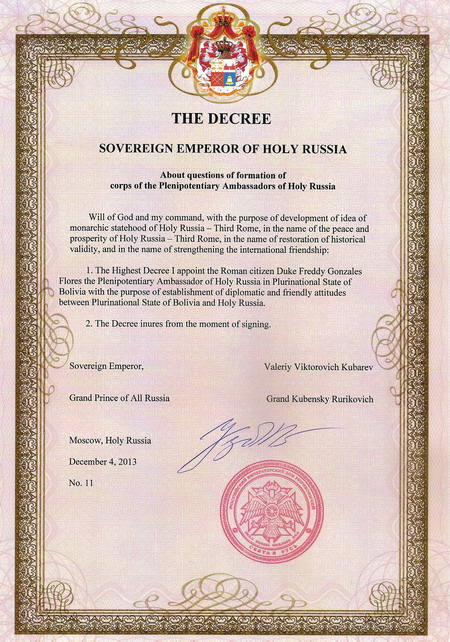 THE DECREE
SOVEREIGN EMPEROR OF HOLY RUSSIA
About questions of formation of
corps of the Plenipotentiary Ambassadors of Holy Russia
Will of God and my command, with the purpose of development of idea of
monarchic statehood of Holy Russia – Third Rome, in the name of the peace and
prosperity of Holy Russia – Third Rome, in the name of restoration of historical
validity, and in the name of strengthening the international friendship:
1. The Highest Decree I appoint the Roman citizen Duke Freddy Gonzales
Flores the Plenipotentiary Ambassador of Holy Russia in Plurinational State of
Bolivia with the purpose of establishment of diplomatic and friendly attitudes
between Plurinational State of Bolivia and Holy Russia.
2. The Decree inures from the moment of signing.
Sovereign Emperor, Valeriy Viktorovich Kubarev
Grand Prince of All Russia Grand Kubensky Rurikovich
Moscow, Holy Russia
December 4, 2013
No. 11
СВЯТАЯ РУСЬ